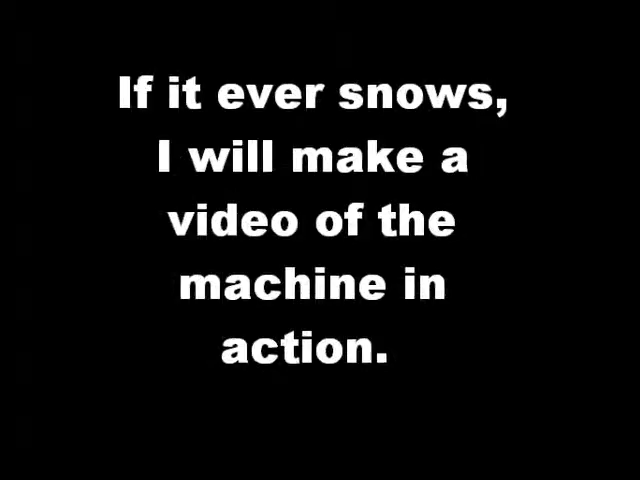 If it ever snows,
I will make a
video of the
machine in
action.